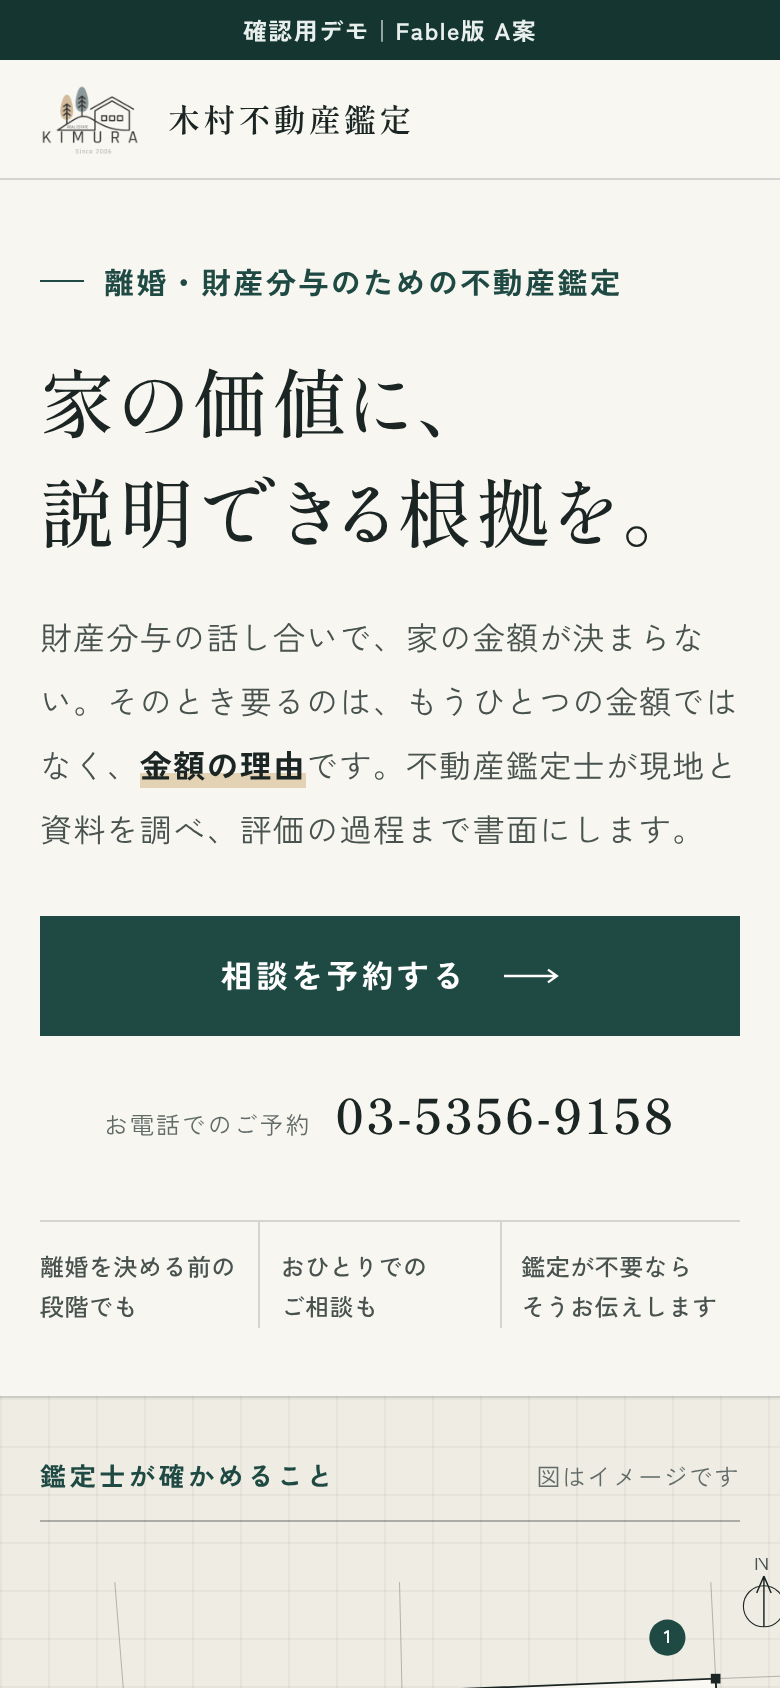 確認用デモ｜Fable版 A案
KIMURA
Since 2006
木村不動産鑑定
離婚・財産分与のための不動産鑑定
家の価値に、
説明できる根拠を。
財産分与の話し合いで、家の金額が決まらな
い。そのとき要るのは、もうひとつの金額では
なく、金額の理由です。不動産鑑定士が現地と
資料を調べ、評価の過程まで書面にします。
相談を予約する
お電話でのご予約 03-5356-9158
離婚を決める前の
段階でも
おひとりでの
ご相談も
鑑定が不要なら
そうお伝えします
鑑定士が確かめること
図はイメージです
N
1